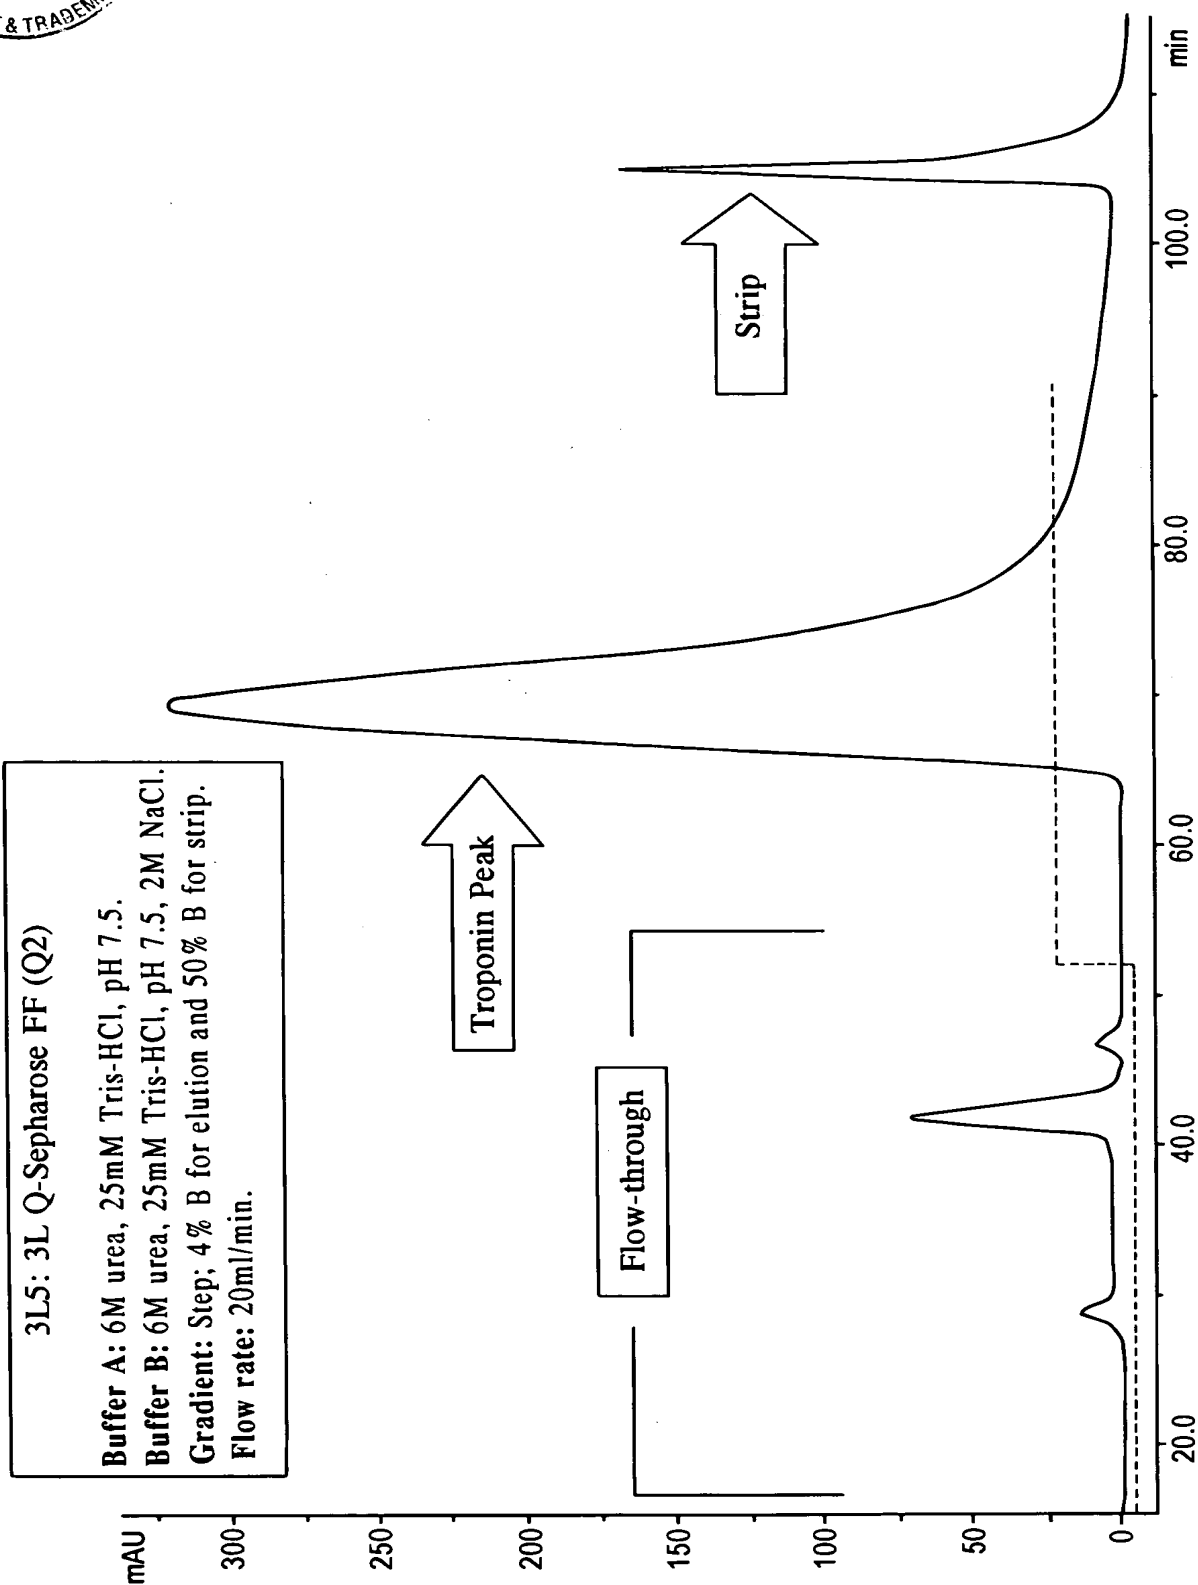 & TRADEM
3L5: 3L Q-Sepharose FF (Q2)
Buffer A: 6M urea, 25mM Tris-HCl, pH 7.5.
Buffer B: 6M urea, 25mM Tris-HCl, pH 7.5, 2M NaCl.
Gradient: Step; 4% B for elution and 50% B for strip.
Flow rate: 20ml/min.
Flow-through
Troponin Peak
Strip
mAU
300
250
200
150
100
50
0
20.0
40.0
60.0
80.0
100.0
min